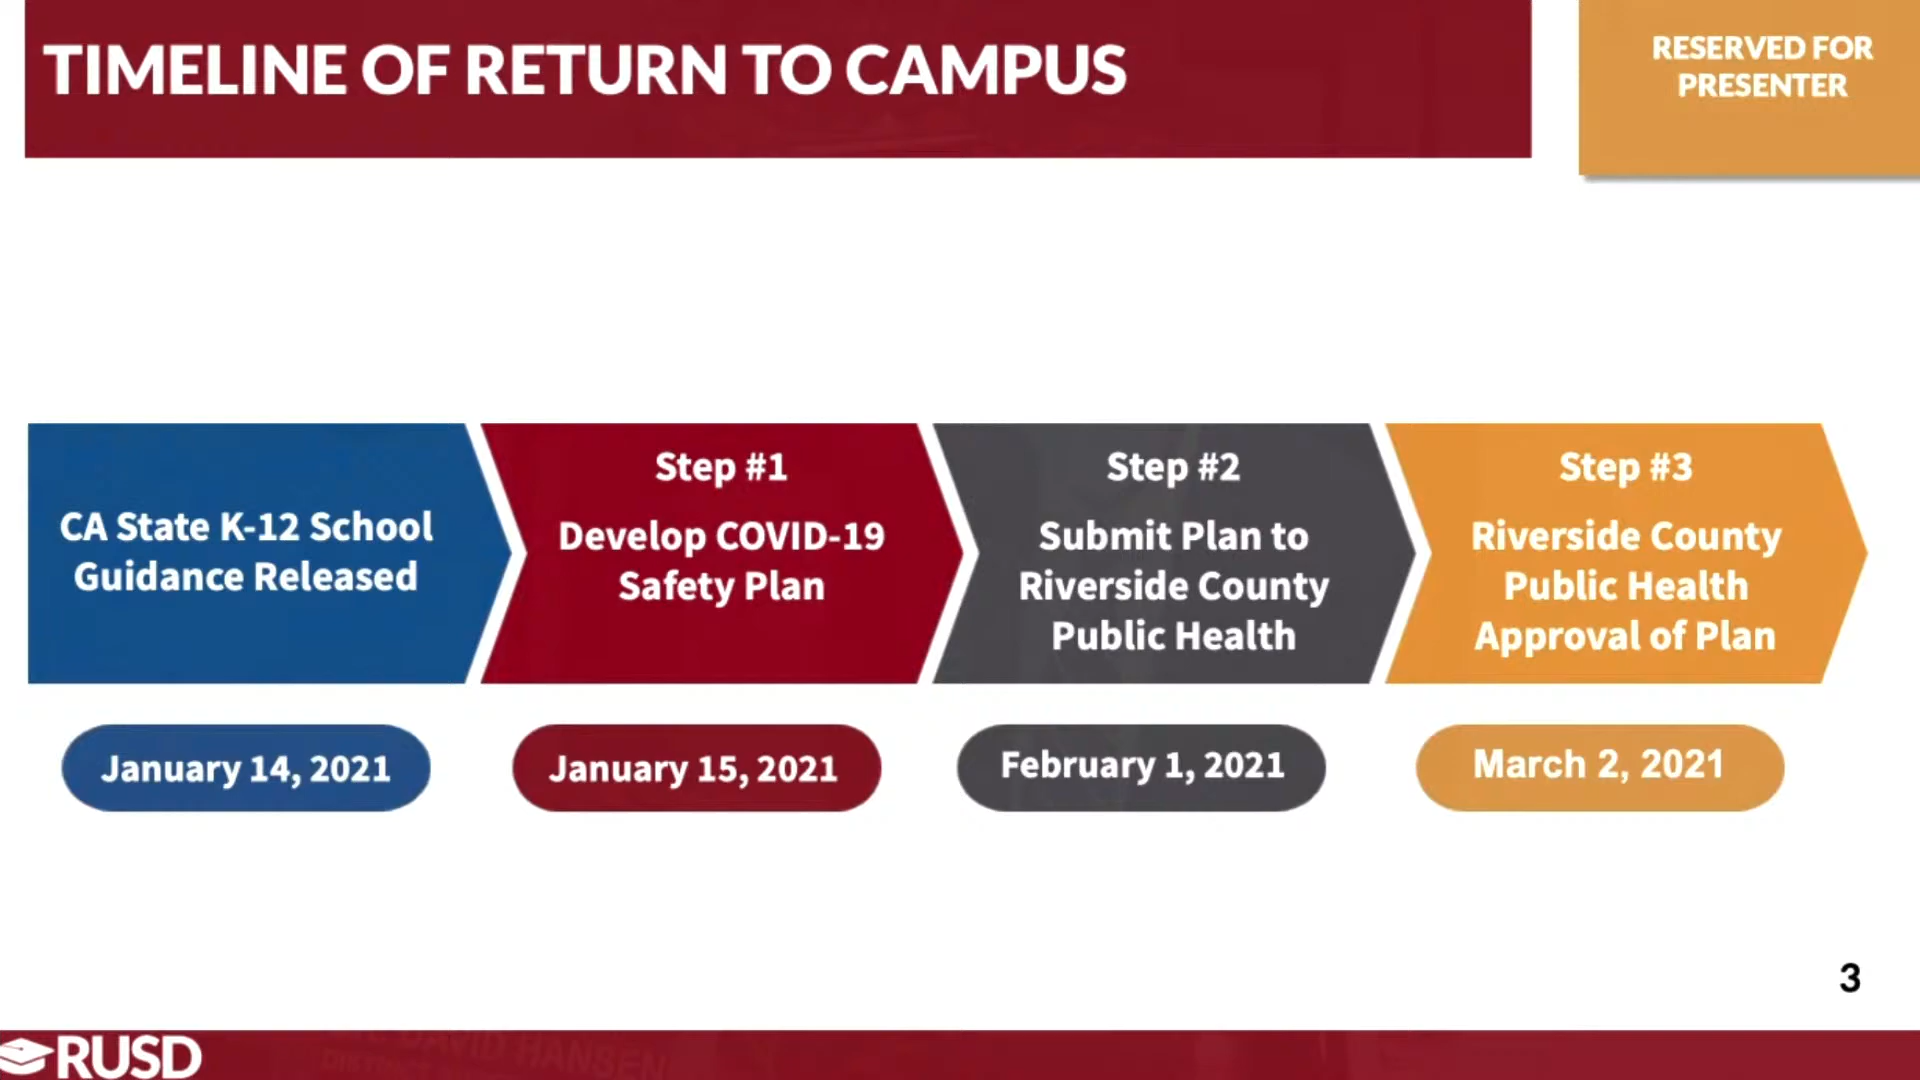 TIMELINE OF RETURN TO CAMPUS
RESERVED FOR
PRESENTER
CA State K-12 School
Guidance Released
Step #1
Develop COVID-19
Safety Plan
Step #2
Submit Plan to
Riverside County
Public Health
Step #3
Riverside County
Public Health
Approval of Plan
January 14, 2021
January 15, 2021
February 1, 2021
March 2, 2021
3
RUSD
DAVID HANSEN